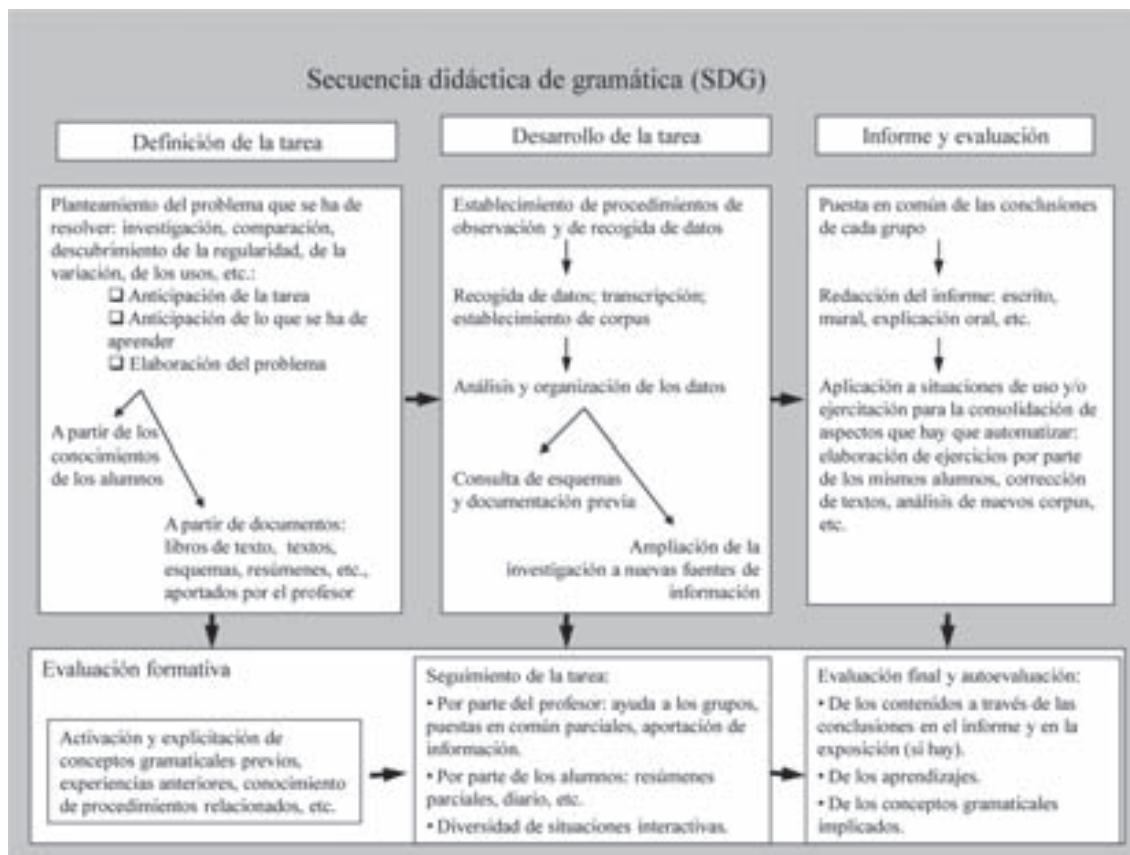 Secuencia didáctica de gramática (SDG)
Definición de la tarea
Planteamiento del problema que se ha de
resolver: investigación, comparación,
descubrimiento de la regularidad, de la
variación, de los usos, etc.:
❑ Anticipación de la tarea
❑ Anticipación de lo que se ha de
aprender
❑ Elaboración del problema
A partir de los
conocimientos
de los alumnos
A partir de documentos:
libros de texto, textos,
esquemas, resúmenes, etc.,
aportados por el profesor
Desarrollo de la tarea
Establecimiento de procedimientos de
observación y de recogida de datos
Recogida de datos; transcripción;
establecimiento de corpus
Análisis y organización de los datos
Consulta de esquemas
y documentación previa
Ampliación de la
investigación a nuevas fuentes de
información
Informe y evaluación
Puesta en común de las conclusiones
de cada grupo
Redacción del informe: escrito,
mural, explicación oral, etc.
Aplicación a situaciones de uso y/o
ejercitación para la consolidación de
aspectos que hay que automatizar:
elaboración de ejercicios por parte
de los mismos alumnos, corrección
de textos, análisis de nuevos corpus,
etc.
Evaluación formativa
Activación y explicitación de
conceptos gramaticales previos,
experiencias anteriores, conocimiento
de procedimientos relacionados, etc.
Seguimiento de la tarea:
• Por parte del profesor: ayuda a los grupos,
puestas en común parciales, aportación de
información.
• Por parte de los alumnos: resúmenes
parciales, diario, etc.
• Diversidad de situaciones interactivas.
Evaluación final y autoevaluación:
• De los contenidos a través de las
conclusiones en el informe y en la
exposición (si hay).
• De los aprendizajes.
• De los conceptos gramaticales
implicados.